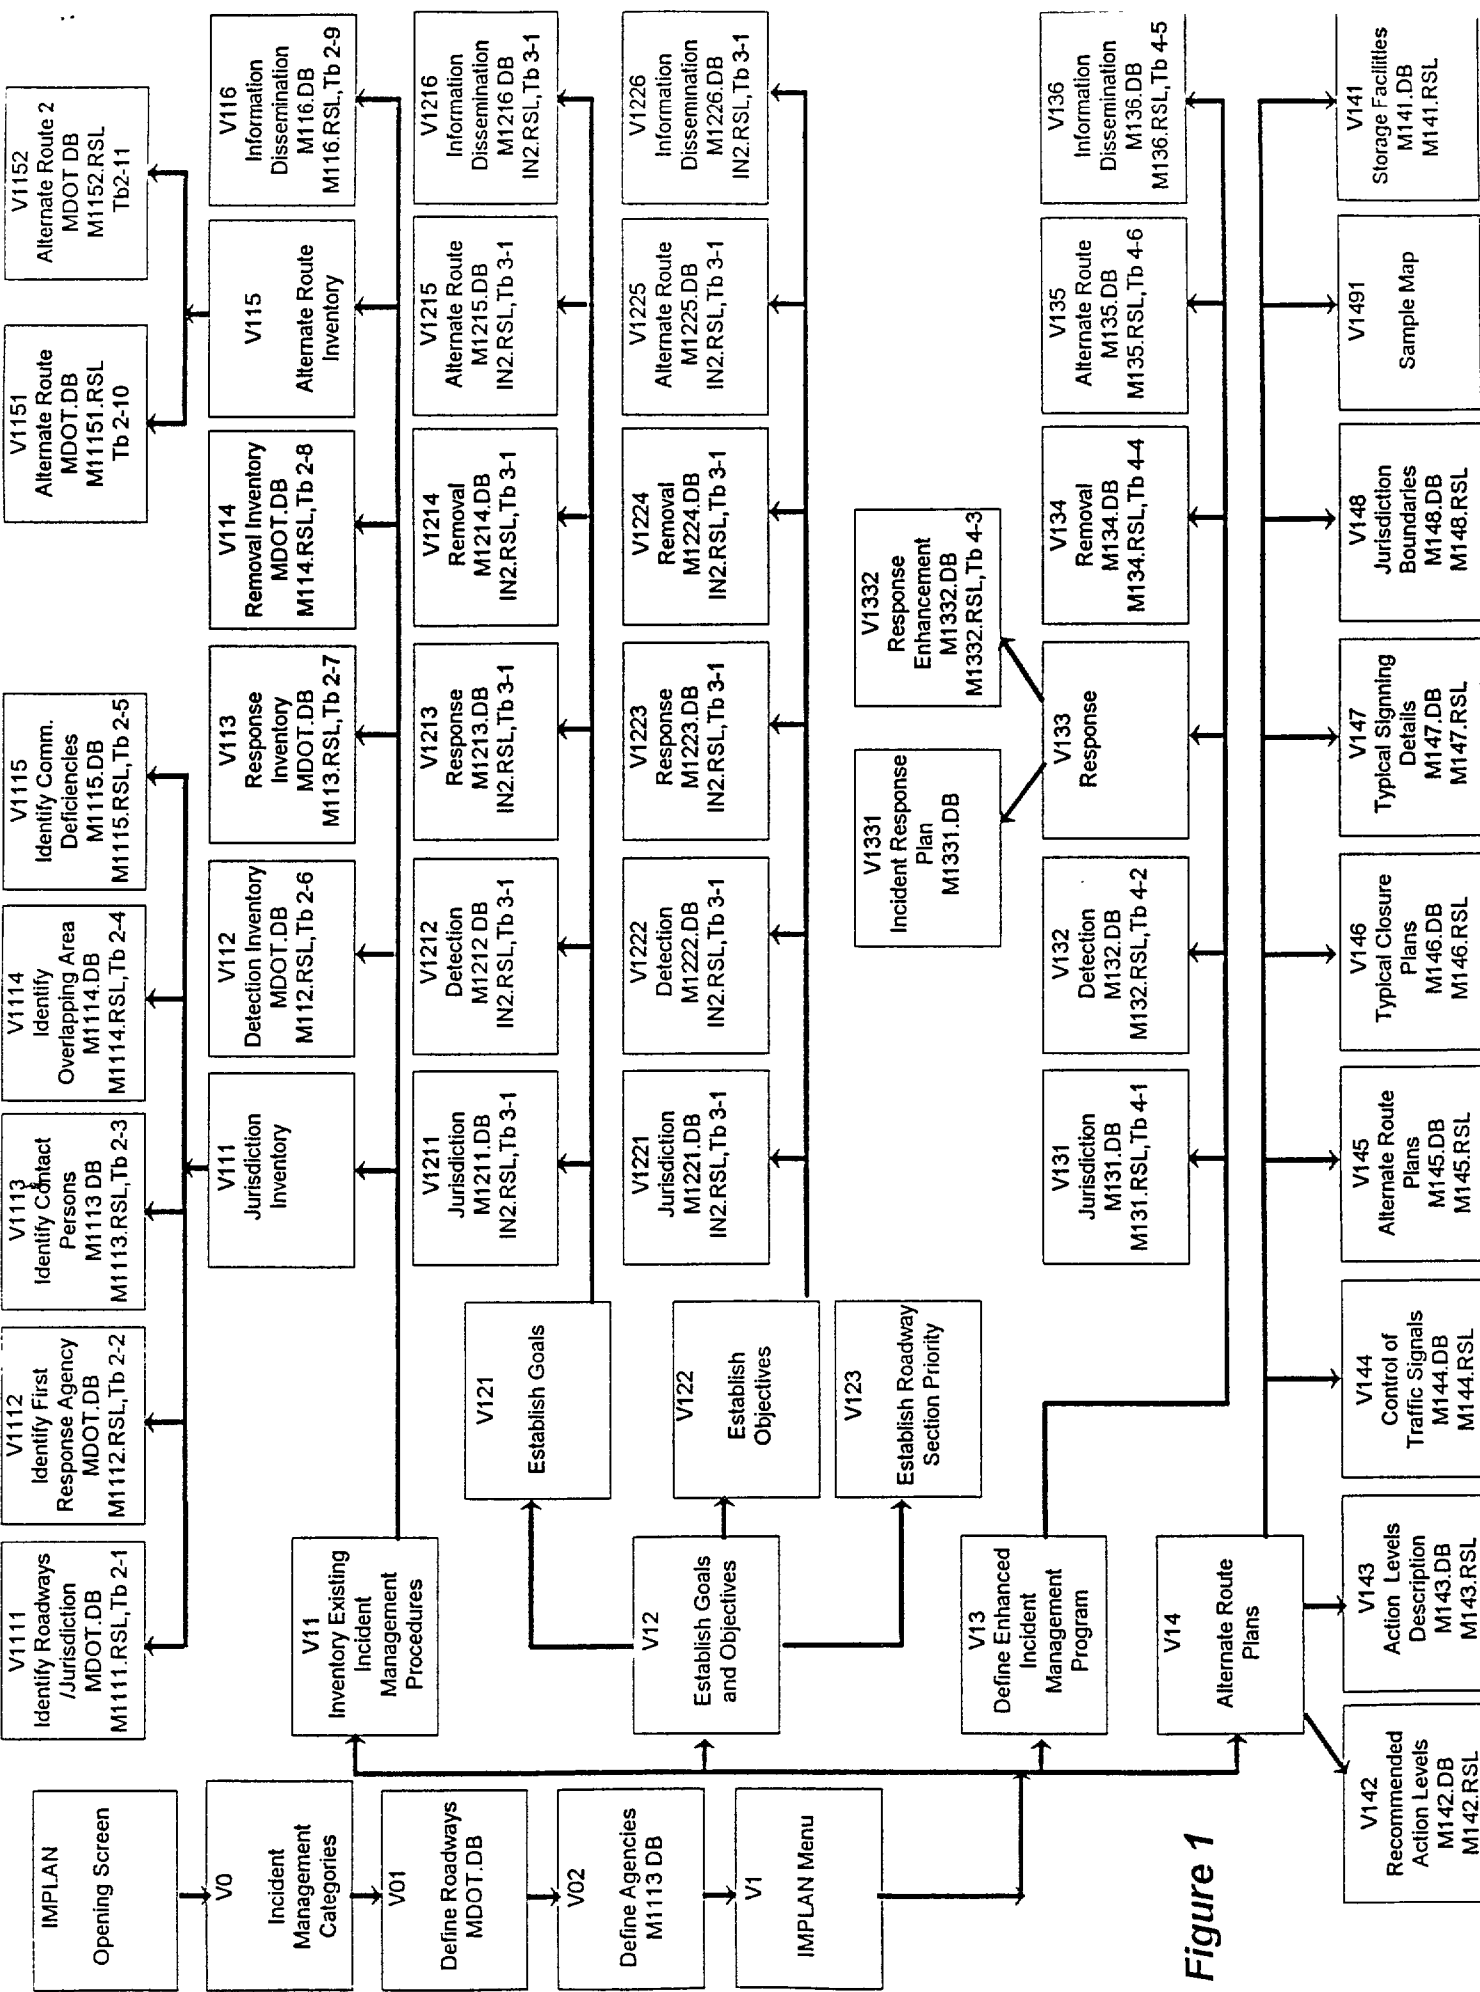 IMPLAN
Opening Screen
V0
Incident
Management
Categories
V01
Define Roadways
MDOT.DB
V02
Define Agencies
M1113 DB
V1
IMPLAN Menu
V1111
Identify Roadways
/Jurisdiction
MDOT.DB
M1111.RSL,Tb 2-1
V1112
Identify First
Response Agency
MDOT.DB
M1112.RSL,Tb 2-2
V1113
Identify Contact
Persons
M1113 DB
M1113.RSL,Tb 2-3
V1114
Identify
Overlapping Area
M1114.DB
M1114.RSL,Tb 2-4
V1115
Identify Comm.
Deficiencies
M1115.DB
M1115.RSL,Tb 2-5
V1151
Alternate Route
MDOT.DB
M11151.RSL
Tb 2-10
V1152
Alternate Route 2
MDOT DB
M1152.RSL
Tb2-11
V11
Inventory Existing
Incident
Management
Procedures
V111
Jurisdiction
Inventory
V112
Detection Inventory
MDOT.DB
M112.RSL,Tb 2-6
V113
Response
Inventory
MDOT.DB
M113.RSL,Tb 2-7
V114
Removal Inventory
MDOT.DB
M114.RSL,Tb 2-8
V115
Alternate Route
Inventory
V116
Information
Dissemination
M116.DB
M116.RSL,Tb 2-9
V12
Establish Goals
and Objectives
V121
Establish Goals
V1211
Jurisdiction
M1211.DB
IN2.RSL,Tb 3-1
V1212
Detection
M1212 DB
IN2.RSL,Tb 3-1
V1213
Response
M1213.DB
IN2.RSL,Tb 3-1
V1214
Removal
M1214.DB
IN2.RSL,Tb 3-1
V1215
Alternate Route
M1215.DB
IN2.RSL,Tb 3-1
V1216
Information
Dissemination
M1216 DB
IN2.RSL,Tb 3-1
V122
Establish
Objectives
V1221
Jurisdiction
M1221.DB
IN2.RSL,Tb 3-1
V1222
Detection
M1222.DB
IN2.RSL,Tb 3-1
V1223
Response
M1223.DB
IN2.RSL,Tb 3-1
V1224
Removal
M1224.DB
IN2.RSL,Tb 3-1
V1225
Alternate Route
M1225.DB
IN2.RSL,Tb 3-1
V1226
Information
Dissemination
M1226.DB
IN2.RSL,Tb 3-1
V123
Establish Roadway
Section Priority
V1331
Incident Response
Plan
M1331.DB
V1332
Response
Enhancement
M1332.DB
M1332.RSL,Tb 4-3
V13
Define Enhanced
Incident
Management
Program
V131
Jurisdiction
M131.DB
M131.RSL,Tb 4-1
V132
Detection
M132.DB
M132.RSL,Tb 4-2
V133
Response
V134
Removal
M134.DB
M134.RSL,Tb 4-4
V135
Alternate Route
M135.DB
M135.RSL,Tb 4-6
V136
Information
Dissemination
M136.DB
M136.RSL,Tb 4-5
V14
Alternate Route
Plans
V142
Recommended
Action Levels
M142.DB
M142.RSL
V143
Action Levels
Description
M143.DB
M143.RSL
V144
Control of
Traffic Signals
M144.DB
M144.RSL
V145
Alternate Route
Plans
M145.DB
M145.RSL
V146
Typical Closure
Plans
M146.DB
M146.RSL
V147
Typical Signning
Details
M147.DB
M147.RSL
V148
Jurisdiction
Boundaries
M148.DB
M148.RSL
V1491
Sample Map
V141
Storage Facilities
M141.DB
M141.RSL
Figure 1